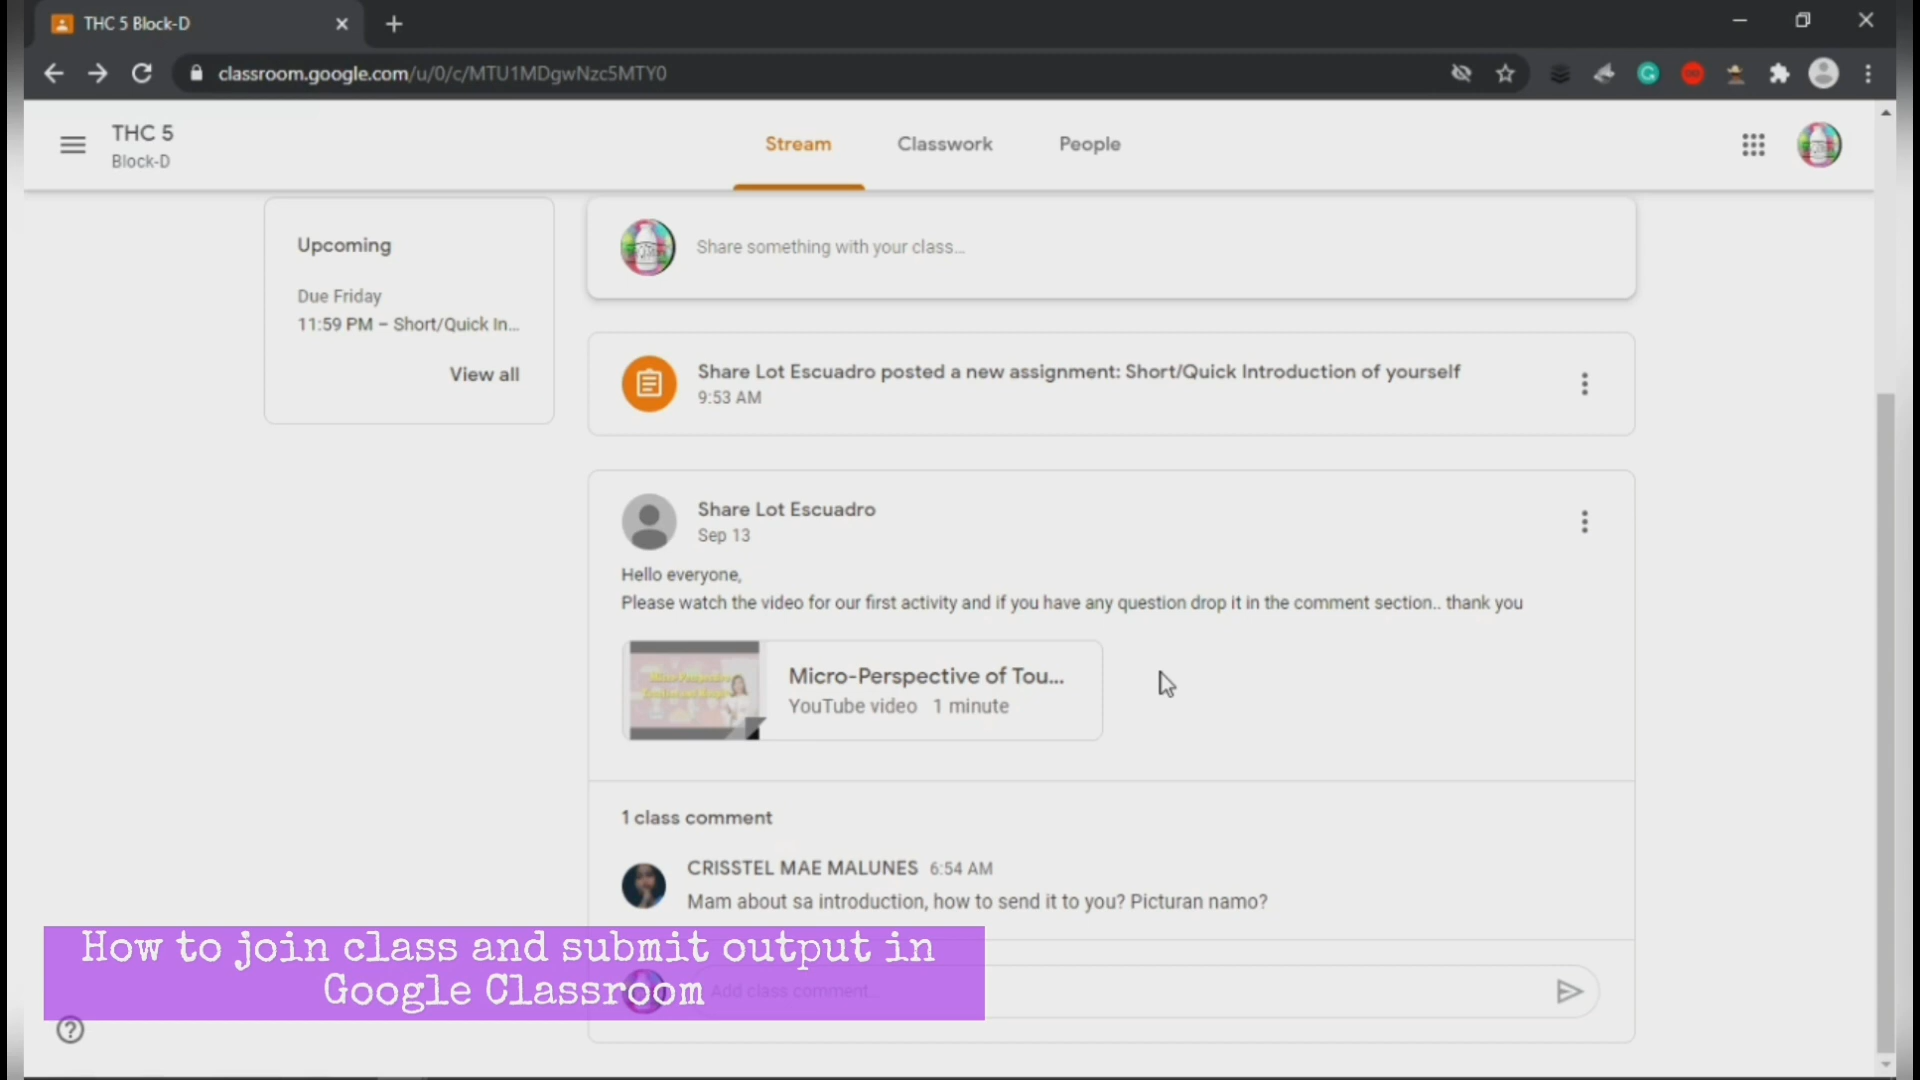 THC 5 Block-D
classroom.google.com/u/0/c/MTU1MDgwNzc5MTY0
THC 5
Block-D
Stream
Classwork
People
Upcoming
Due Friday
11:59 PM – Short/Quick In...
View all
Share something with your class...
Share Lot Escuadro posted a new assignment: Short/Quick Introduction of yourself
9:53 AM
Share Lot Escuadro
Sep 13
Hello everyone,
Please watch the video for our first activity and if you have any question drop it in the comment section.. thank you
Micro-Perspective of Tou...
YouTube video 1 minute
1 class comment
CRISSTEL MAE MALUNES 6:54 AM
Mam about sa introduction, how to send it to you? Picturan namo?
Add class comment...
How to join class and submit output in
Google Classroom